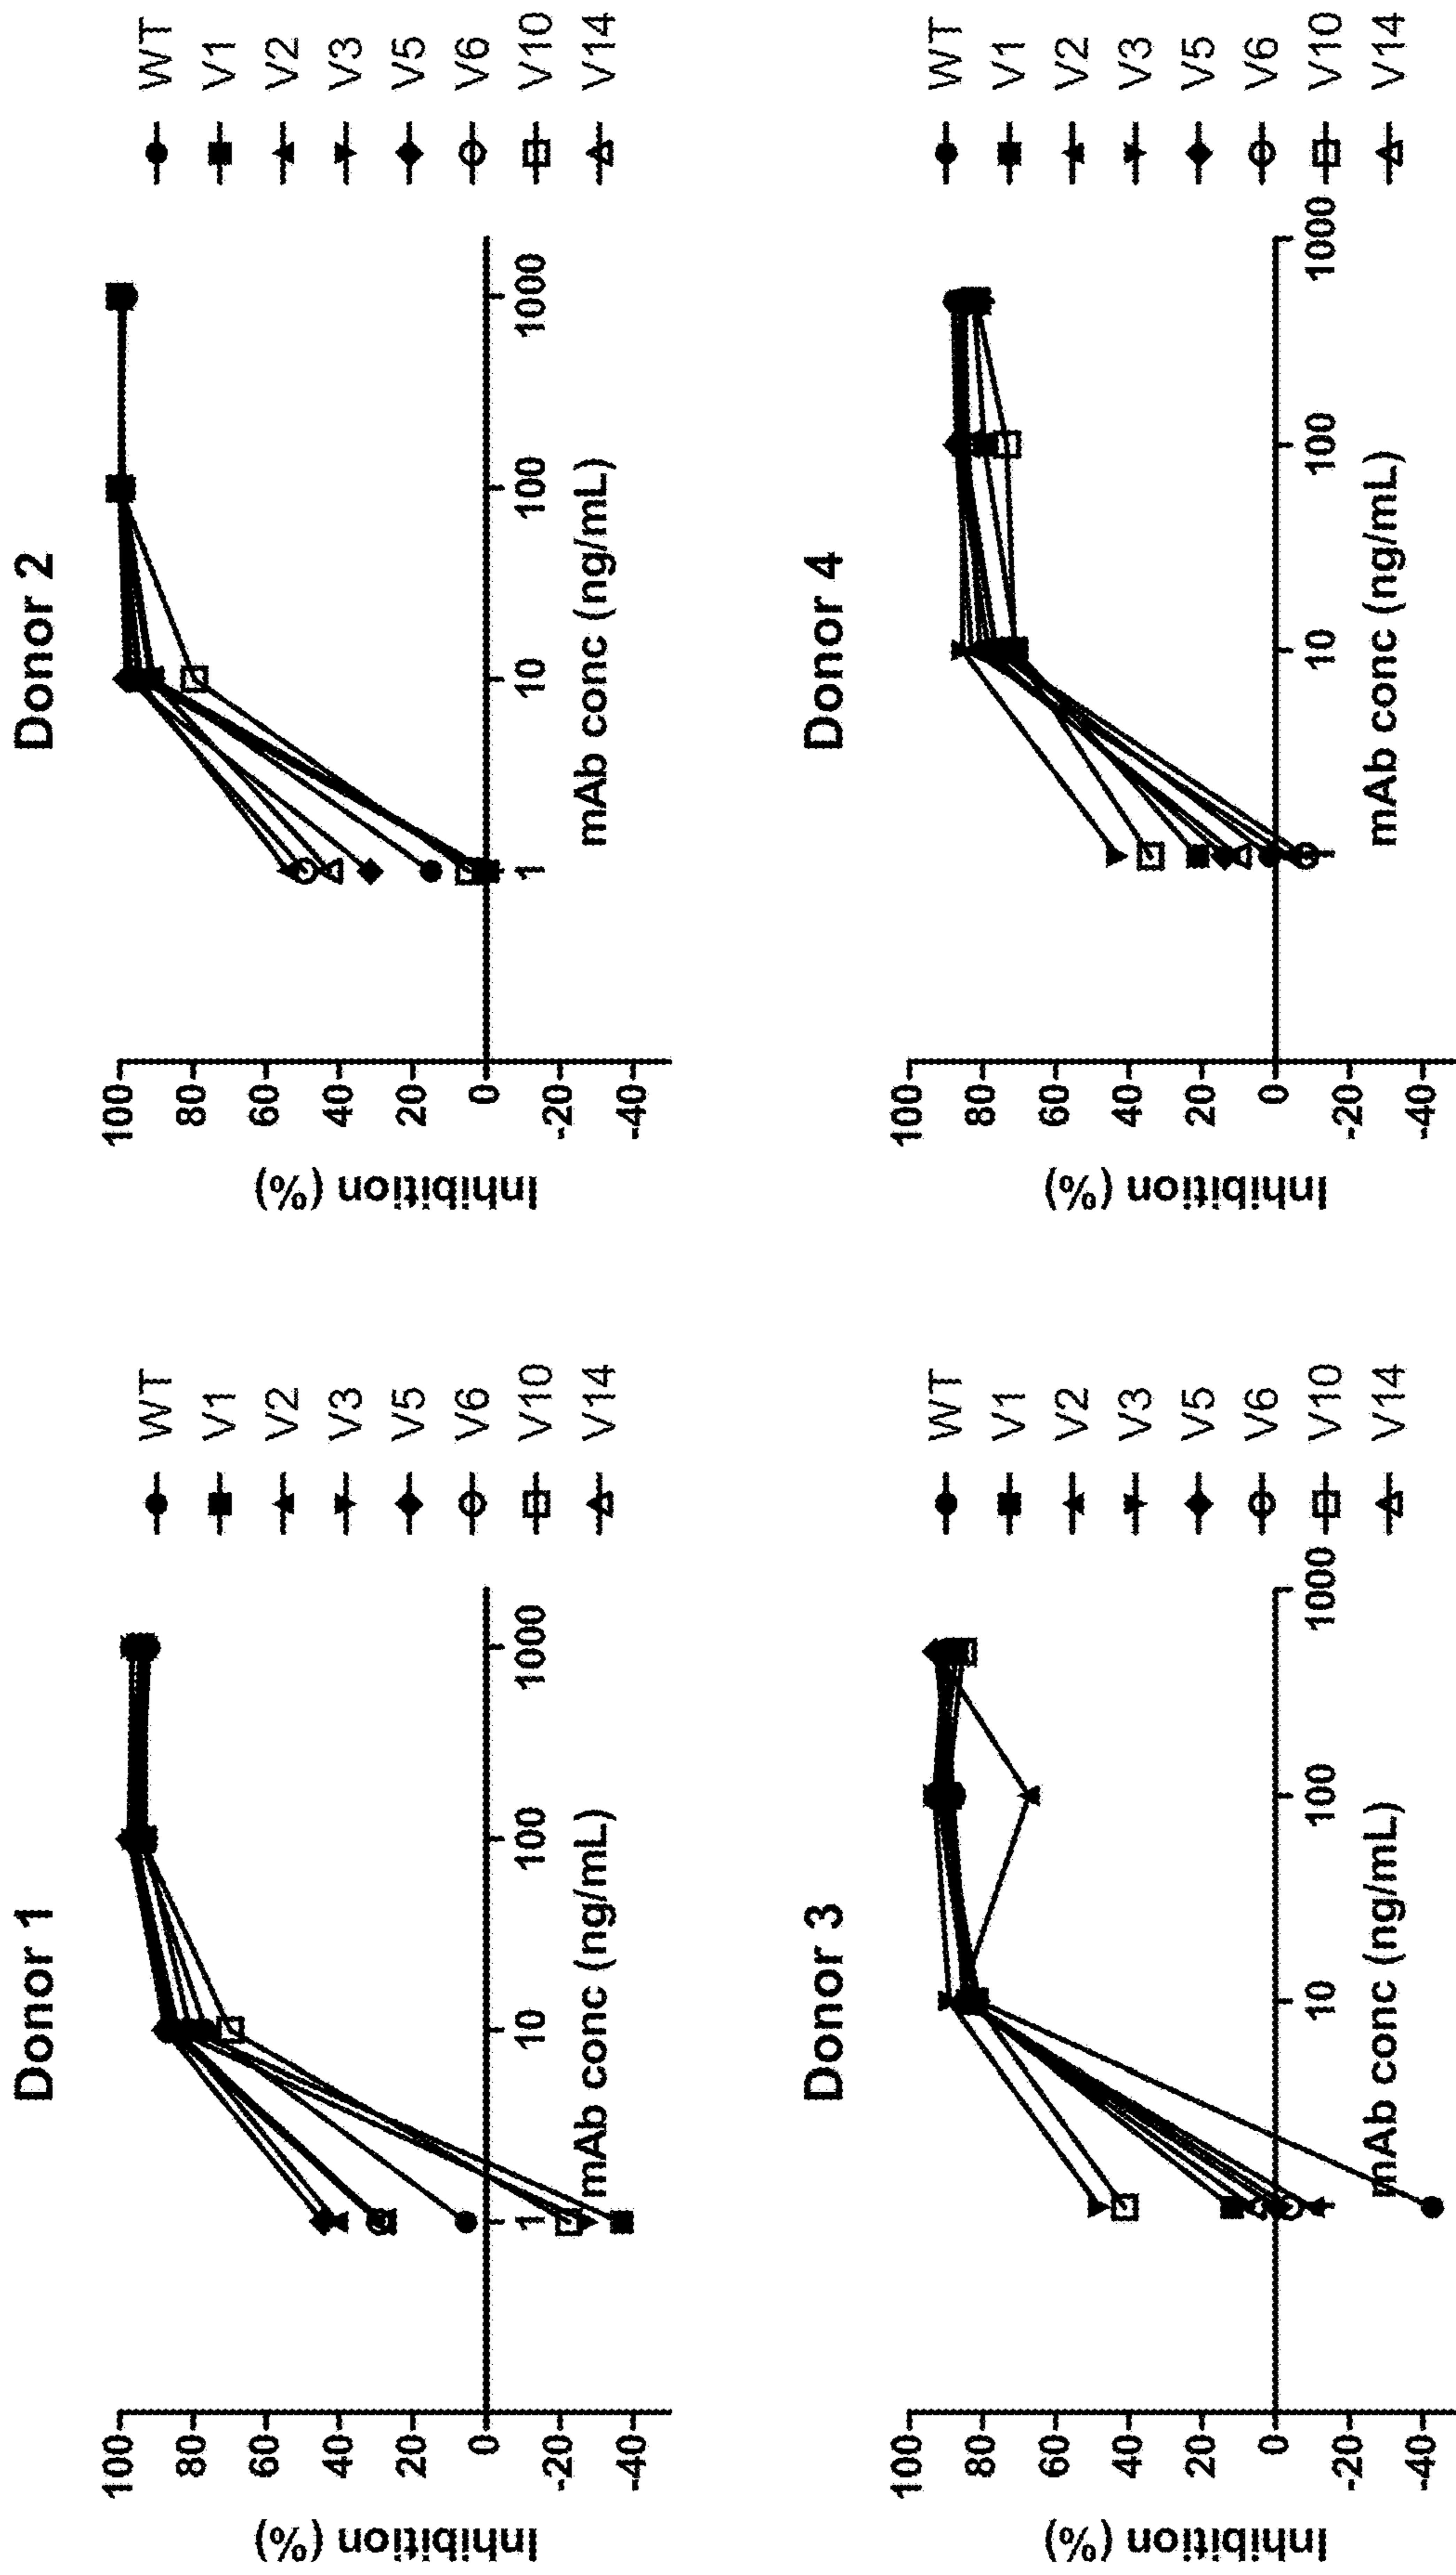 Donor 1
Inhibition (%)
100
80
60
40
20
0
-20
-40
1
10
100
1000
mAb conc (ng/mL)
WT
V1
V2
V3
V5
V6
V10
V14
Donor 2
Inhibition (%)
100
80
60
40
20
0
-20
-40
1
10
100
1000
mAb conc (ng/mL)
WT
V1
V2
V3
V5
V6
V10
V14
Donor 3
Inhibition (%)
100
80
60
40
20
0
-20
-40
10
100
1000
mAb conc (ng/mL)
WT
V1
V2
V3
V5
V6
V10
V14
Donor 4
Inhibition (%)
100
80
60
40
20
0
-20
-40
10
100
1000
mAb conc (ng/mL)
WT
V1
V2
V3
V5
V6
V10
V14